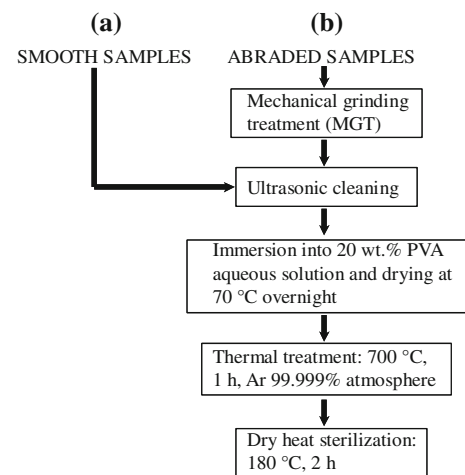 (a)
(b)
SMOOTH SAMPLES
ABRADED SAMPLES
Mechanical grinding
treatment (MGT)
Ultrasonic cleaning
Immersion into 20 wt.% PVA
aqueous solution and drying at
70 °C overnight
Thermal treatment: 700 °C,
1 h, Ar 99.999% atmosphere
Dry heat sterilization:
180 °C, 2 h